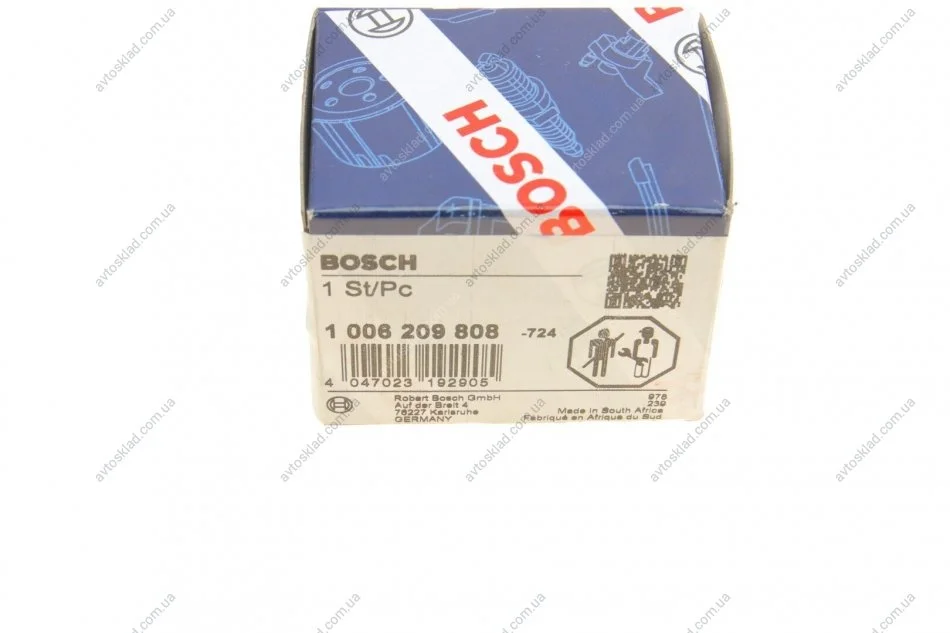 BOSCH
BOSCH
1 St/Pc
1 006 209 808 -724
4 047023 192905
Robert Bosch GmbH
Auf der Breit 4
76227 Karlsruhe
GERMANY
978
239
Made in South Africa
Fabriqué en Afrique du Sud
avtosklad.com.ua